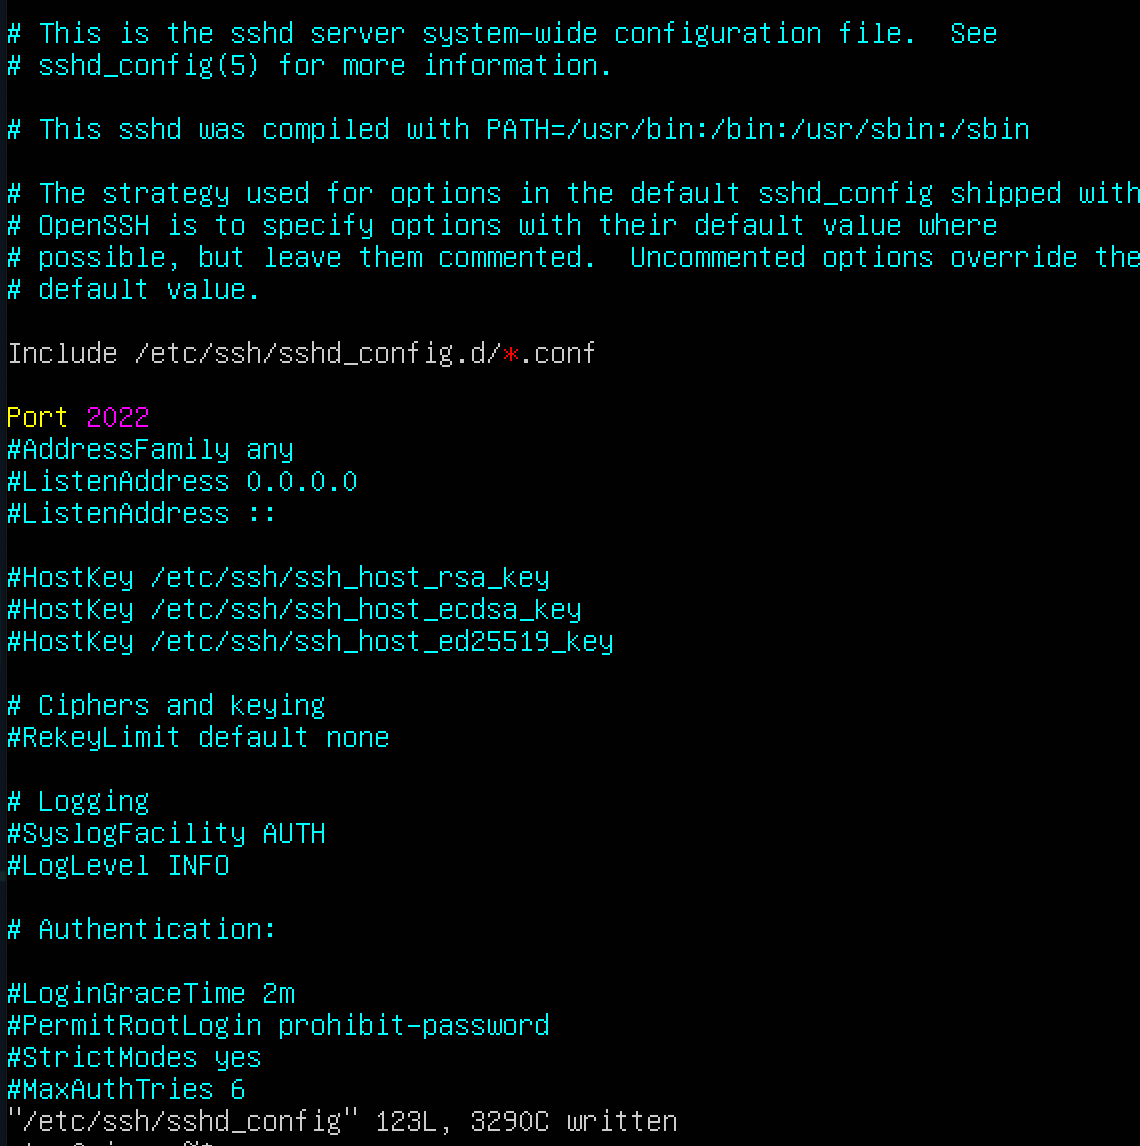 # This is the sshd server system-wide configuration file.  See
# sshd_config(5) for more information.
# This sshd was compiled with PATH=/usr/bin:/bin:/usr/sbin:/sbin
# The strategy used for options in the default sshd_config shipped with
# OpenSSH is to specify options with their default value where
# possible, but leave them commented.  Uncommented options override the
# default value.
Include /etc/ssh/sshd_config.d/*.conf
Port 2022
#AddressFamily any
#ListenAddress 0.0.0.0
#ListenAddress ::
#HostKey /etc/ssh/ssh_host_rsa_key
#HostKey /etc/ssh/ssh_host_ecdsa_key
#HostKey /etc/ssh/ssh_host_ed25519_key
# Ciphers and keying
#RekeyLimit default none
# Logging
#SyslogFacility AUTH
#LogLevel INFO
# Authentication:
#LoginGraceTime 2m
#PermitRootLogin prohibit-password
#StrictModes yes
#MaxAuthTries 6
"/etc/ssh/sshd_config" 123L, 3290C written